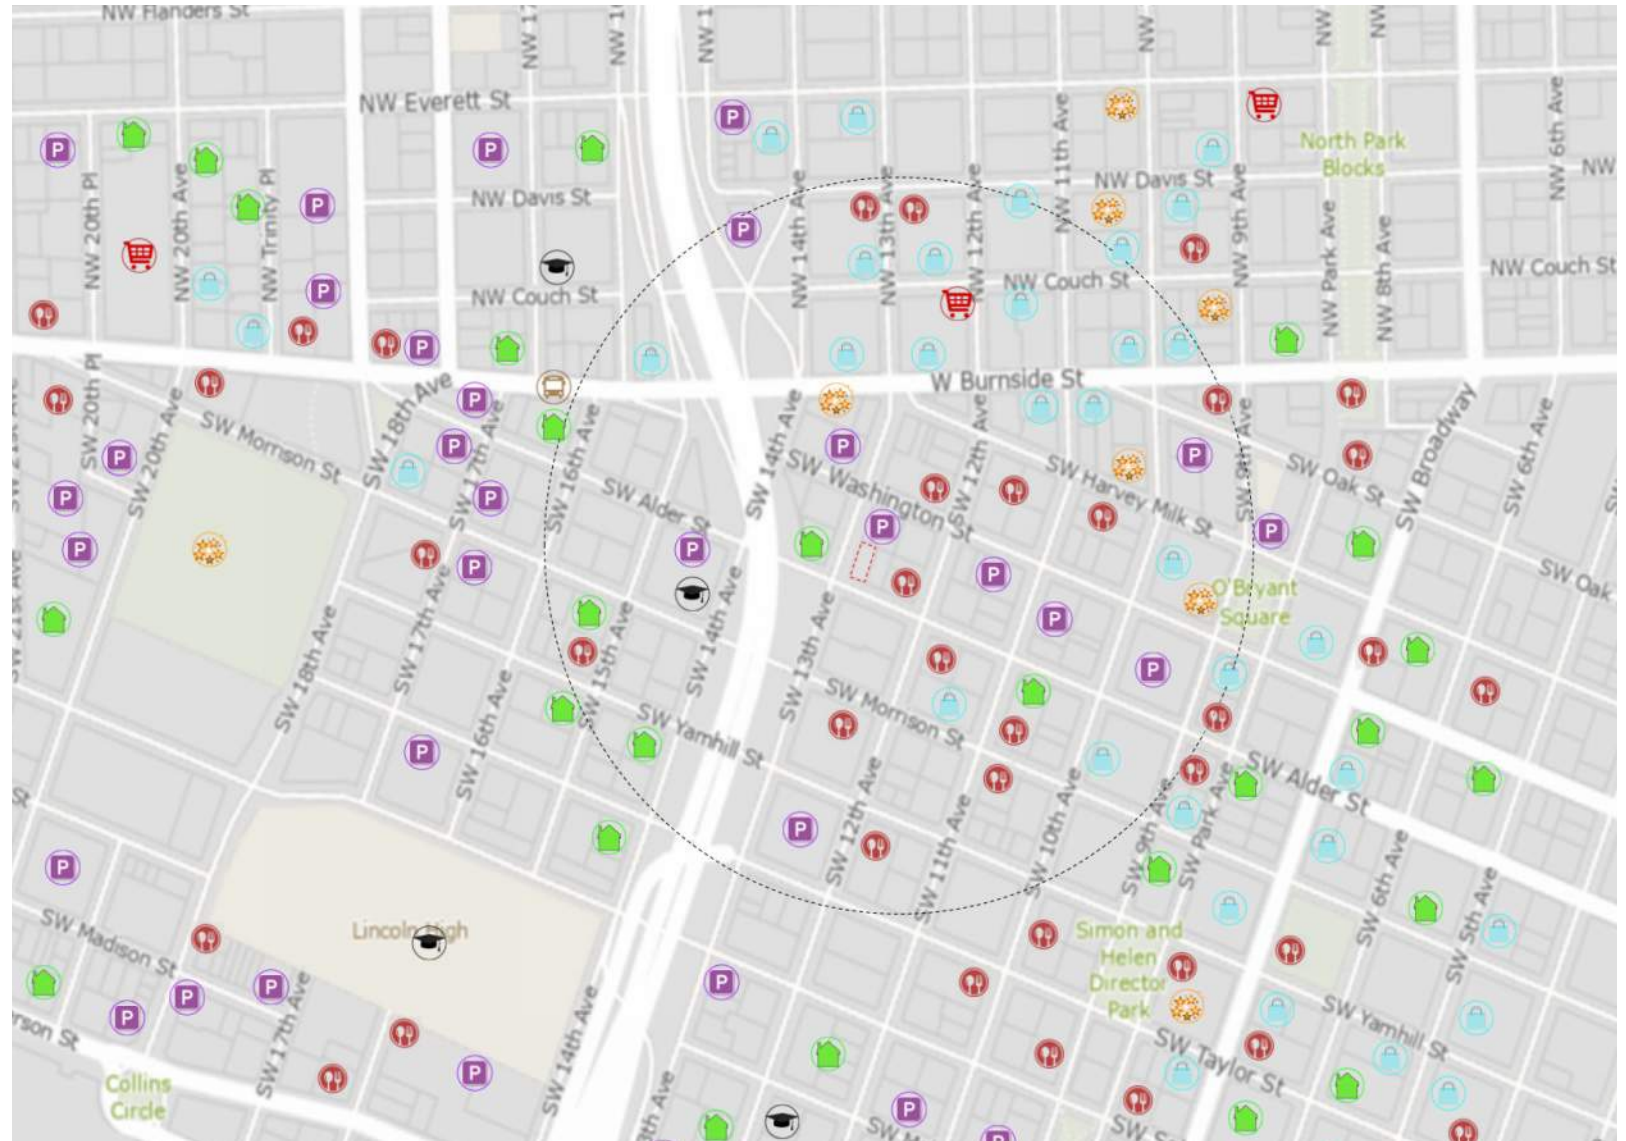 NW Flanders St
NW Everett St
NW Davis St
NW Couch St
NW 20th Pl
NW 20th Ave
NW Trinity Pl
NW 14th Ave
NW 13th Ave
NW 12th Ave
NW 11th Ave
NW Davis St
NW Couch St
NW 9th Ave
North Park
Blocks
NW Park Ave
NW 8th Ave
NW 6th Ave
NW Couch St
W Burnside St
SW 20th Pl
SW 20th Ave
SW Morrison St
SW 18th Ave
SW 17th Ave
SW 16th Ave
SW Alder St
SW 14th Ave
SW Washington St
SW 12th Ave
SW Harvey Milk St
SW 9th Ave
SW Oak St
SW Broadway
SW 6th Ave
SW Oak
O'Bryant
Square
SW 21st Ave
SW 18th Ave
SW 17th Ave
SW 16th Ave
SW 15th Ave
SW 14th Ave
SW Yamhill St
SW 13th Ave
SW Morrison St
SW 12th Ave
SW 11th Ave
SW 10th Ave
SW 9th Ave
SW Park Ave
SW Alder St
SW 6th Ave
SW 5th Ave
Lincoln High
Simon and
Helen
Director
Park
SW Madison St
SW 17th Ave
SW 14th Ave
SW Yamhill St
SW Taylor St
Collins
Circle